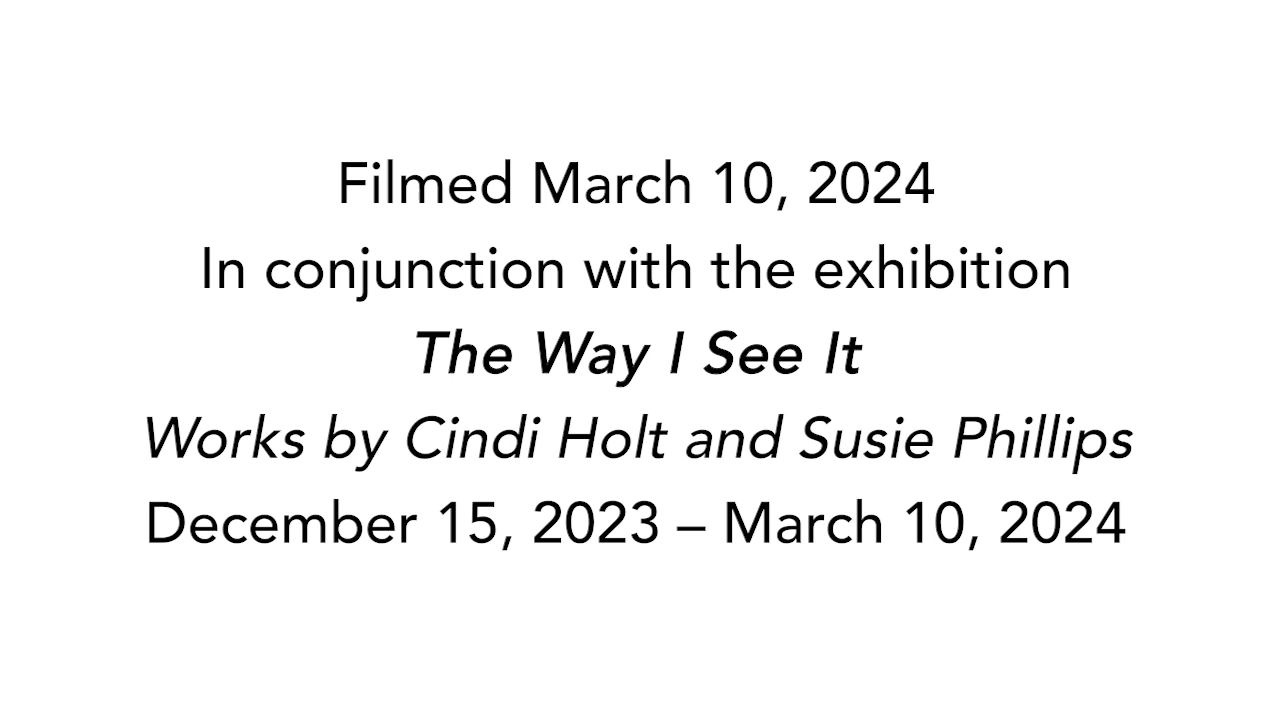 Filmed March 10, 2024
In conjunction with the exhibition
The Way I See It
Works by Cindi Holt and Susie Phillips
December 15, 2023 – March 10, 2024